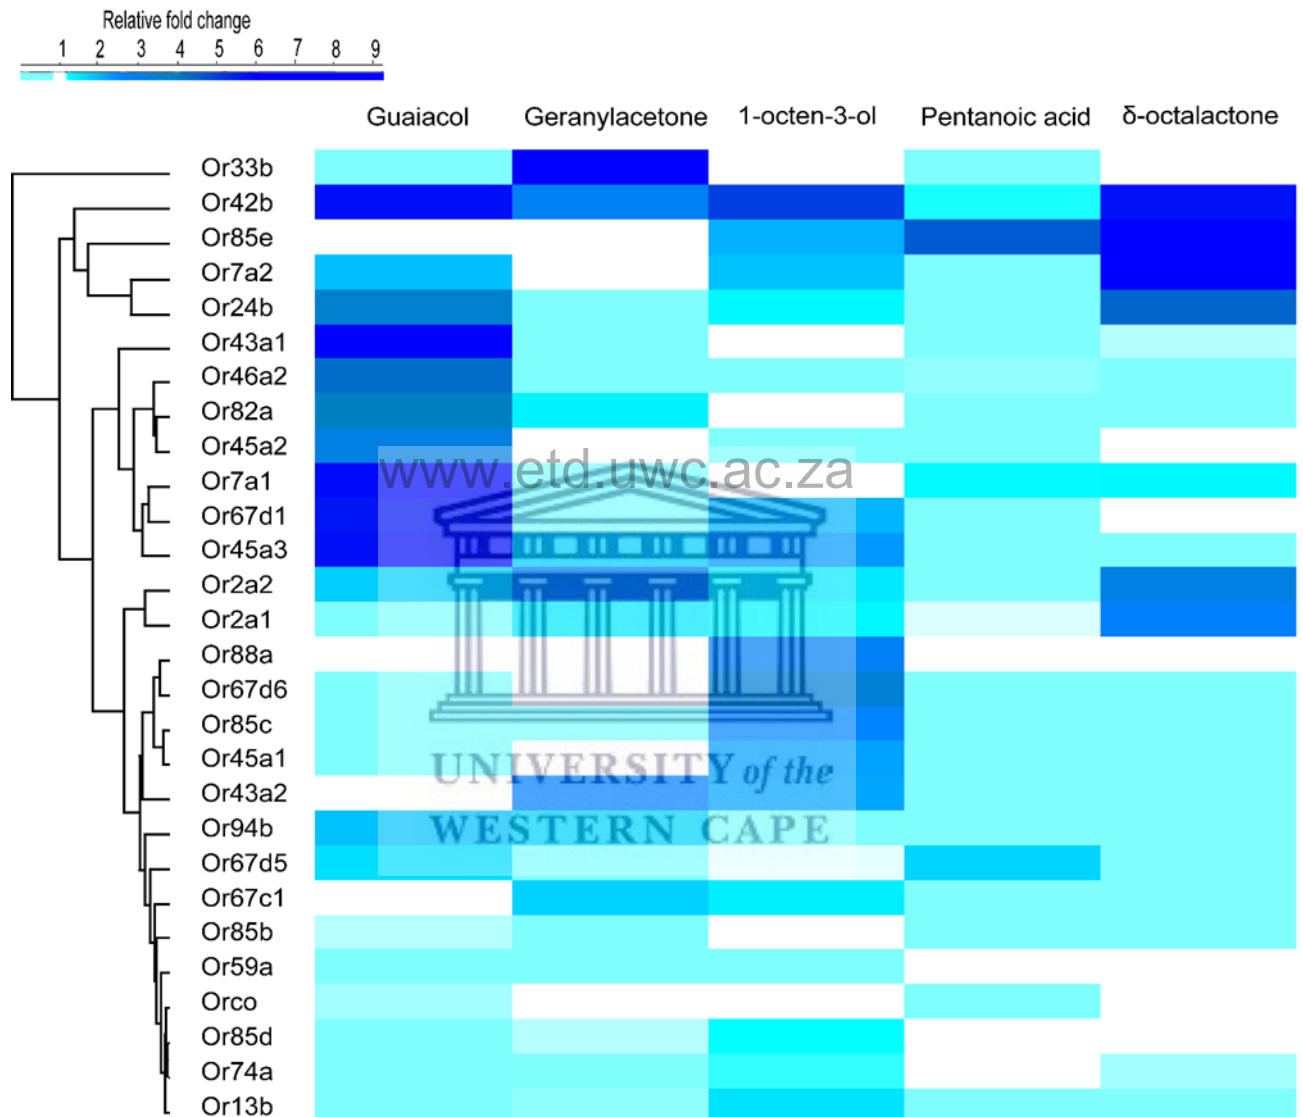 Relative fold change
1 2 3 4 5 6 7 8 9
Guaiacol Geranylacetone 1-octen-3-ol Pentanoic acid δ-octalactone
Or33b
Or42b
Or85e
Or7a2
Or24b
Or43a1
Or46a2
Or82a
Or45a2
www.etd.uwc.ac.za
Or7a1
Or67d1
Or45a3
Or2a2
Or2a1
Or88a
Or67d6
Or85c
Or45a1
UNIVERSITY of the
Or43a2
Or94b
WESTERN CAPE
Or67d5
Or67c1
Or85b
Or59a
Orco
Or85d
Or74a
Or13b